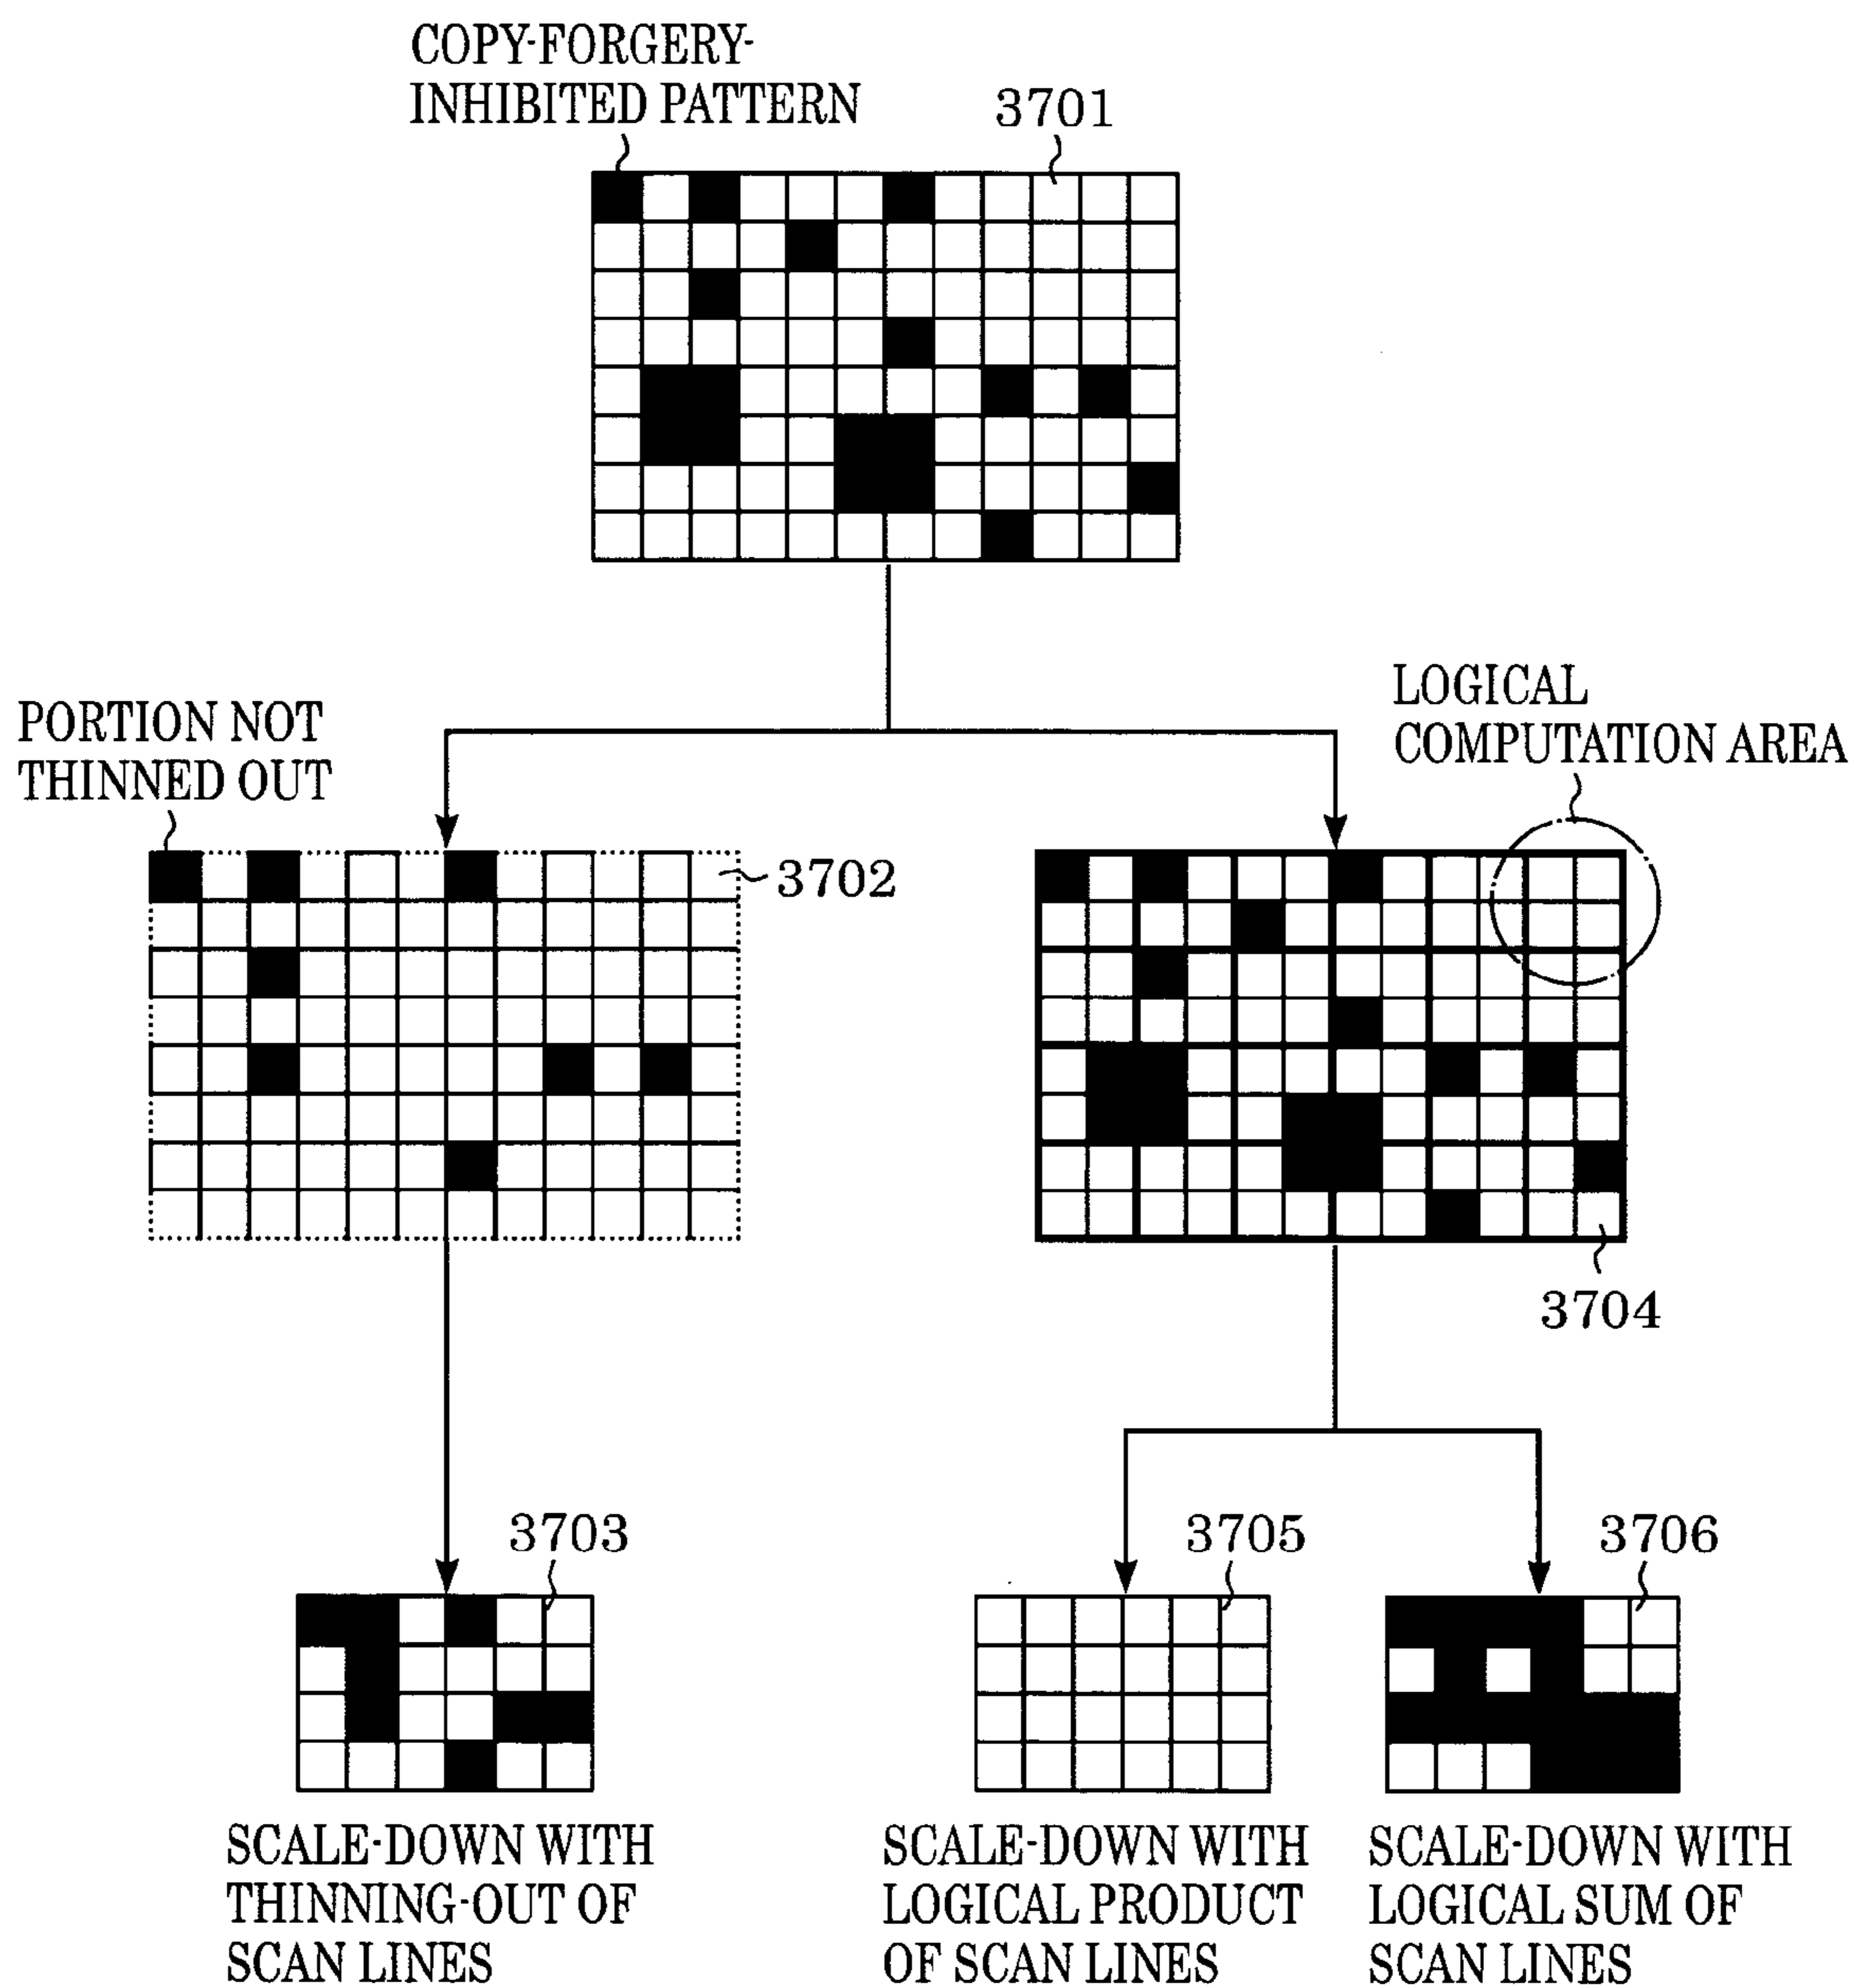 COPY-FORGERY-
INHIBITED PATTERN
3701
LOGICAL
COMPUTATION AREA
PORTION NOT
THINNED OUT
3702
3704
3703
3705
3706
SCALE-DOWN WITH
THINNING-OUT OF
SCAN LINES
SCALE-DOWN WITH
LOGICAL PRODUCT
OF SCAN LINES
SCALE-DOWN WITH
LOGICAL SUM OF
SCAN LINES